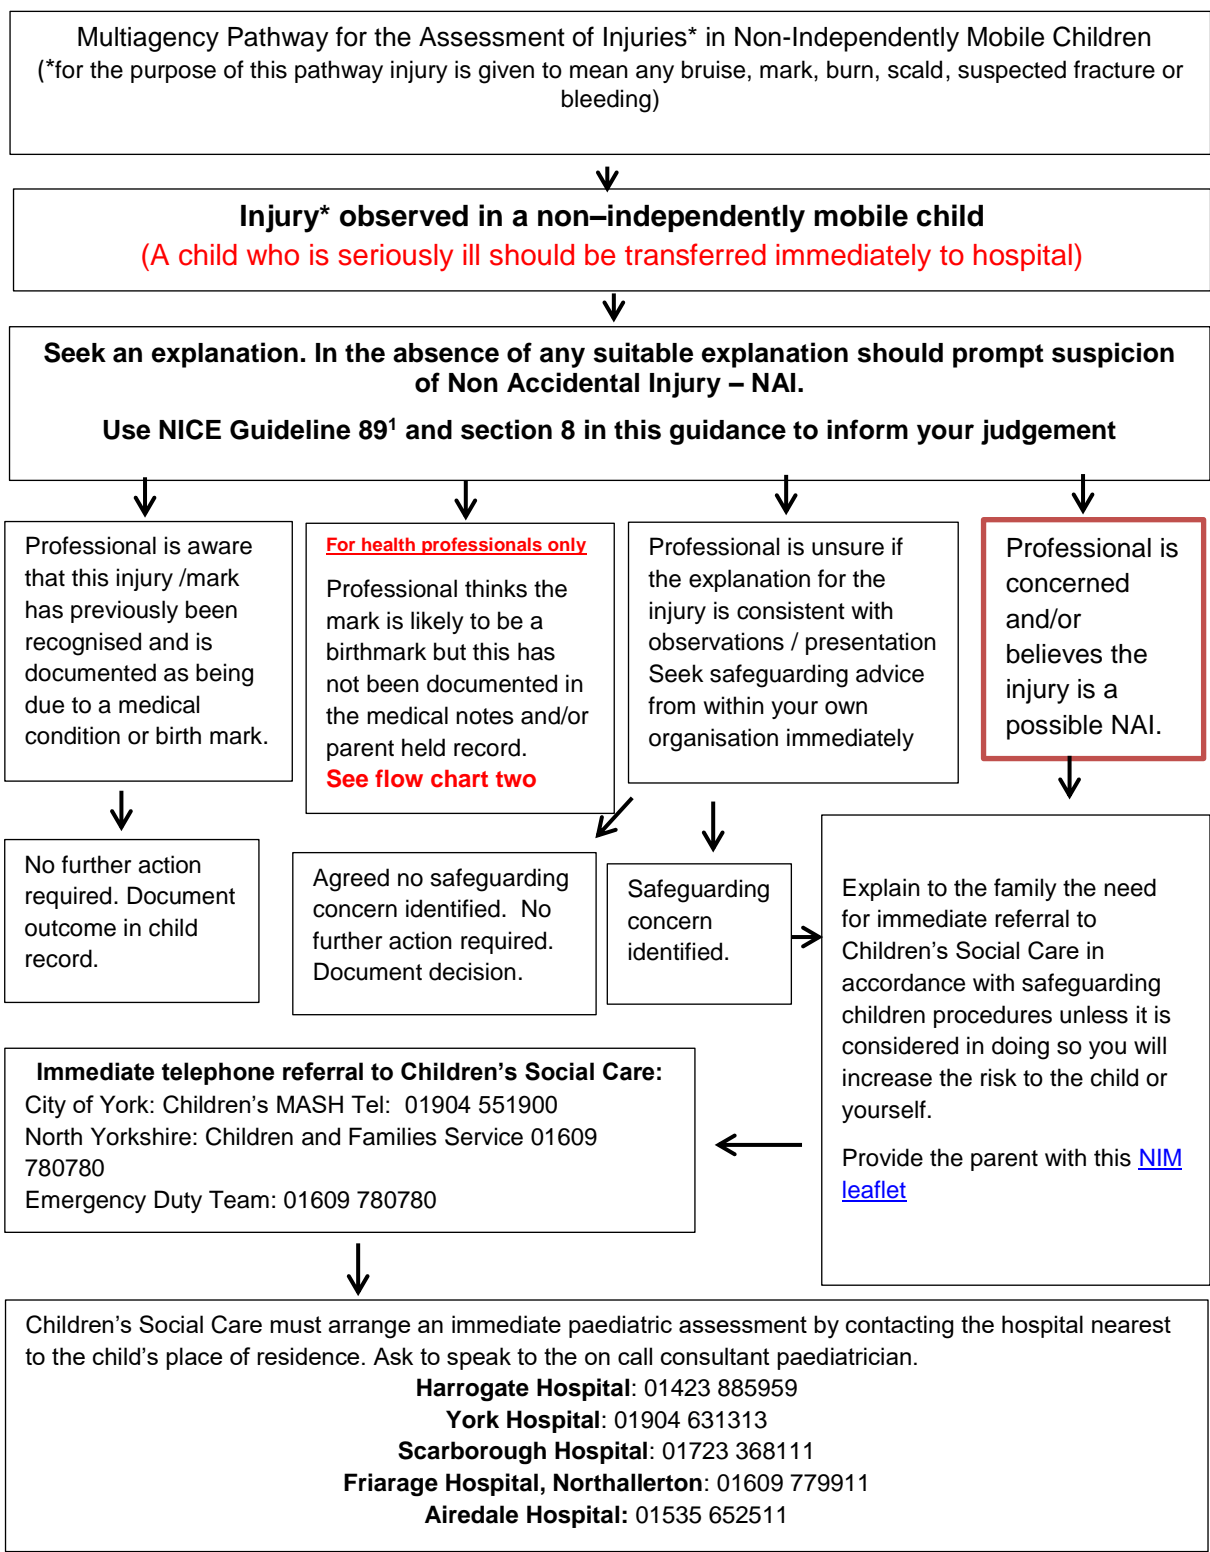 Multiagency Pathway for the Assessment of Injuries* in Non-Independently Mobile Children
(*for the purpose of this pathway injury is given to mean any bruise, mark, burn, scald, suspected fracture or
bleeding)
Injury* observed in a non–independently mobile child
(A child who is seriously ill should be transferred immediately to hospital)
Seek an explanation. In the absence of any suitable explanation should prompt suspicion
of Non Accidental Injury – NAI.
Use NICE Guideline 89¹ and section 8 in this guidance to inform your judgement
Professional is aware
that this injury /mark
has previously been
recognised and is
documented as being
due to a medical
condition or birth mark.
For health professionals only
Professional thinks the
mark is likely to be a
birthmark but this has
not been documented in
the medical notes and/or
parent held record.
See flow chart two
Professional is unsure if
the explanation for the
injury is consistent with
observations / presentation
Seek safeguarding advice
from within your own
organisation immediately
Professional is
concerned
and/or
believes the
injury is a
possible NAI.
No further action
required. Document
outcome in child
record.
Agreed no safeguarding
concern identified. No
further action required.
Document decision.
Safeguarding
concern
identified.
Explain to the family the need
for immediate referral to
Children’s Social Care in
accordance with safeguarding
children procedures unless it is
considered in doing so you will
increase the risk to the child or
yourself.
Provide the parent with this NIM
leaflet
Immediate telephone referral to Children’s Social Care:
City of York: Children’s MASH Tel: 01904 551900
North Yorkshire: Children and Families Service 01609
780780
Emergency Duty Team: 01609 780780
Children’s Social Care must arrange an immediate paediatric assessment by contacting the hospital nearest
to the child’s place of residence. Ask to speak to the on call consultant paediatrician.
Harrogate Hospital: 01423 885959
York Hospital: 01904 631313
Scarborough Hospital: 01723 368111
Friarage Hospital, Northallerton: 01609 779911
Airedale Hospital: 01535 652511